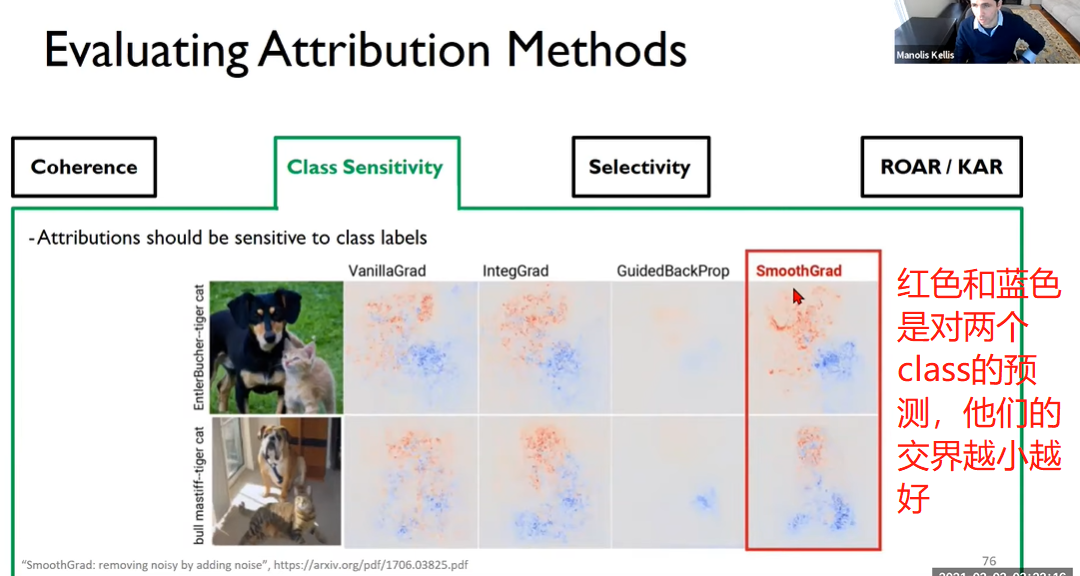 Evaluating Attribution Methods
Manolis Kellis
Coherence
Class Sensitivity
Selectivity
ROAR / KAR
-Attributions should be sensitive to class labels
VanillaGrad
IntegGrad
GuidedBackProp
SmoothGrad
EntlerBucher–tiger cat
bull mastiff–tiger cat
红色和蓝色
是对两个
class的预
测，他们的
交界越小越
好
“SmoothGrad: removing noisy by adding noise”, https://arxiv.org/pdf/1706.03825.pdf
76